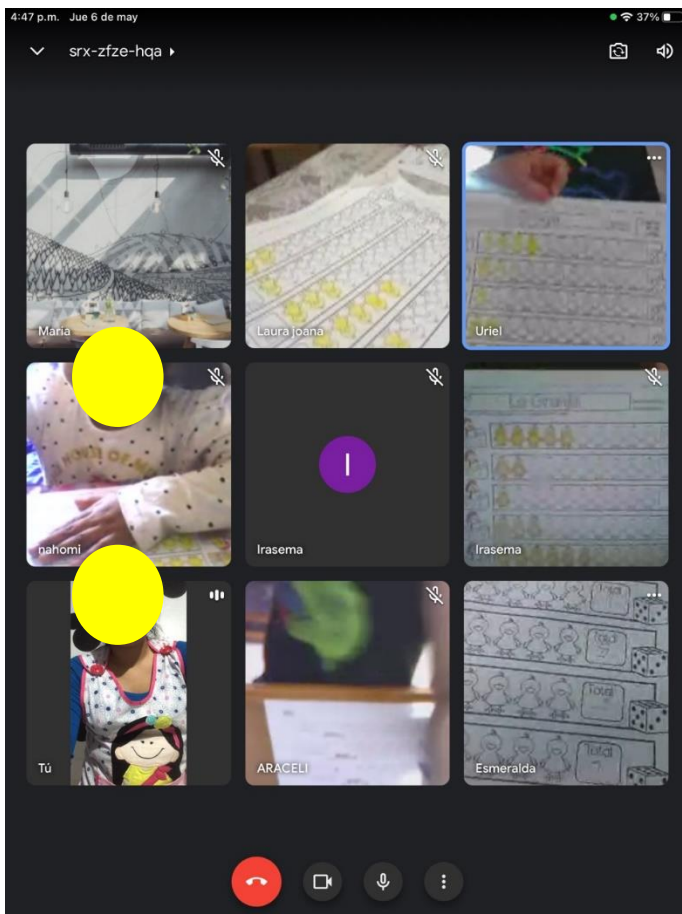 4:47 p.m. Jue 6 de may
37%
srx-zfze-hqa
Maria
Laura joana
Uriel
nahomi
I
Irasema
La Granja
Irasema
Tú
ARACELI
Total
Total
Total
Total
Esmeralda